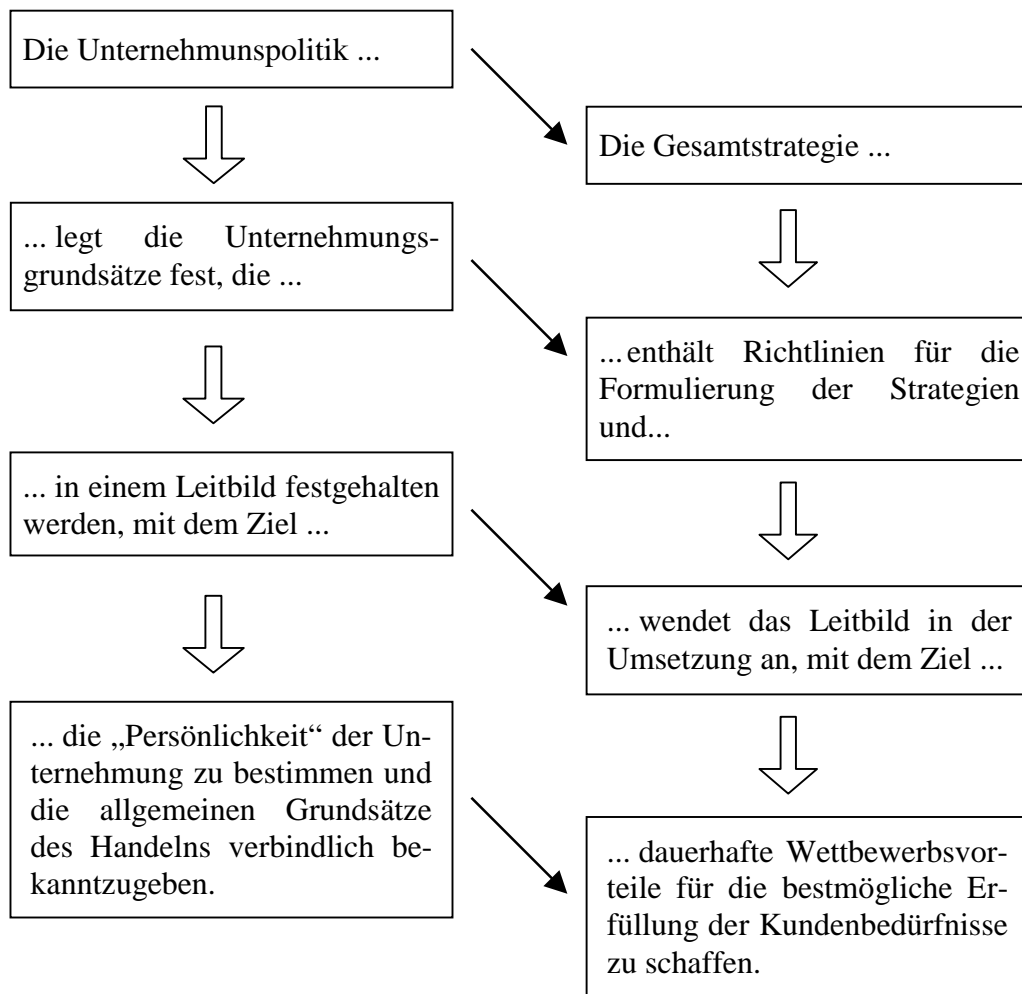 Die Unternehmunspolitik ...
... legt die Unternehmungs-
grundsätze fest, die ...
... in einem Leitbild festgehalten
werden, mit dem Ziel ...
... die „Persönlichkeit“ der Un-
ternehmung zu bestimmen und
die allgemeinen Grundsätze
des Handelns verbindlich be-
kanntzugeben.
Die Gesamtstrategie ...
... enthält Richtlinien für die
Formulierung der Strategien
und...
... wendet das Leitbild in der
Umsetzung an, mit dem Ziel ...
... dauerhafte Wettbewerbsvor-
teile für die bestmögliche Er-
füllung der Kundenbedürfnisse
zu schaffen.